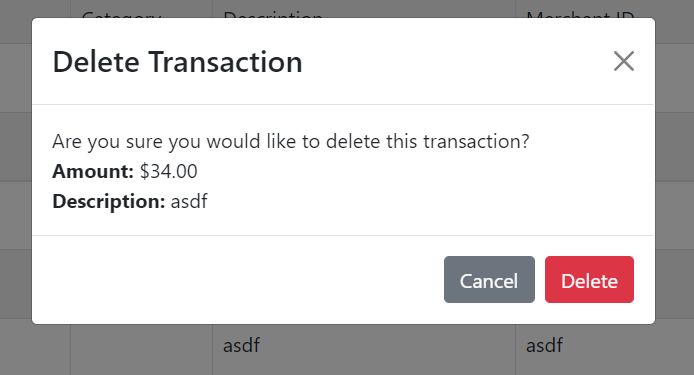 Category Description Merchant ID
Delete Transaction
Are you sure you would like to delete this transaction?
Amount: $34.00
Description: asdf
Cancel Delete
asdf asdf